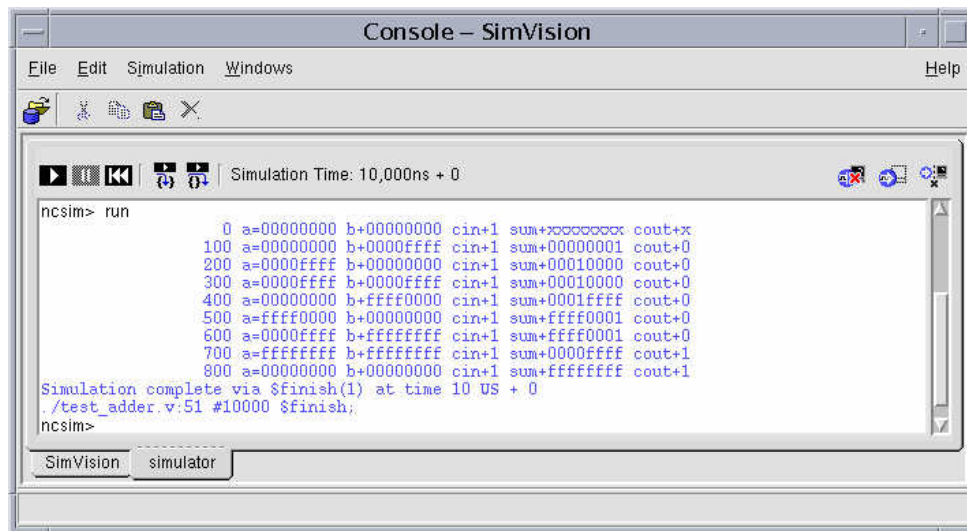 Console – SimVision
File Edit Simulation Windows Help
Simulation Time: 10,000ns + 0
ncsim> run
0 a=00000000 b+00000000 cin+1 sum+xxxxxxxx cout+x
100 a=00000000 b+0000ffff cin+1 sum+00000001 cout+0
200 a=0000ffff b+00000000 cin+1 sum+00010000 cout+0
300 a=0000ffff b+0000ffff cin+1 sum+00010000 cout+0
400 a=00000000 b+ffff0000 cin+1 sum+0001ffff cout+0
500 a=ffff0000 b+00000000 cin+1 sum+ffff0001 cout+0
600 a=0000ffff b+ffffffff cin+1 sum+ffff0001 cout+0
700 a=ffffffff b+ffffffff cin+1 sum+0000ffff cout+1
800 a=00000000 b+00000000 cin+1 sum+ffffffff cout+1
Simulation complete via $finish(1) at time 10 US + 0
./test_adder.v:51 #10000 $finish;
ncsim>
SimVision simulator